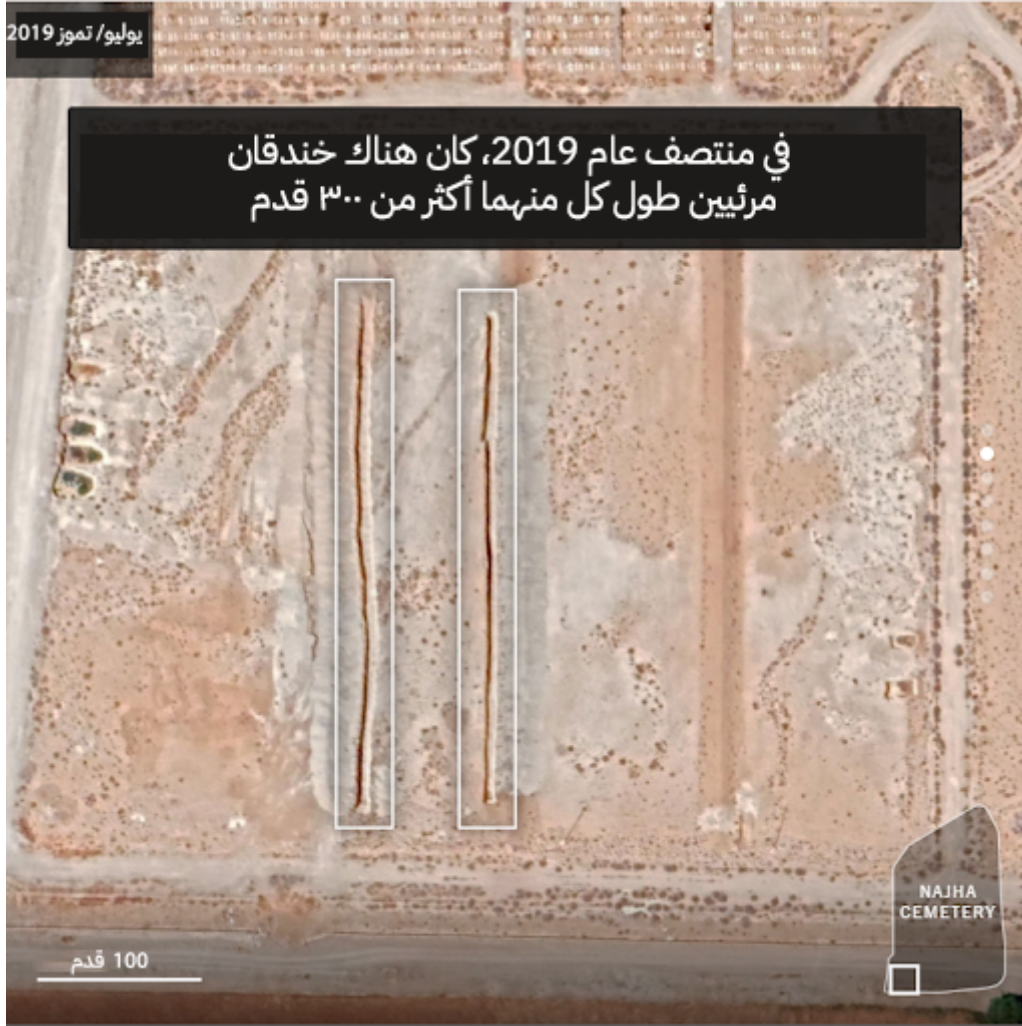 يوليو/ تموز 2019
في منتصف عام 2019، كان هناك خندقان
مرئيين طول كل منهما أكثر من ٣٠٠ قدم
NAJHA
CEMETERY
100 قدم